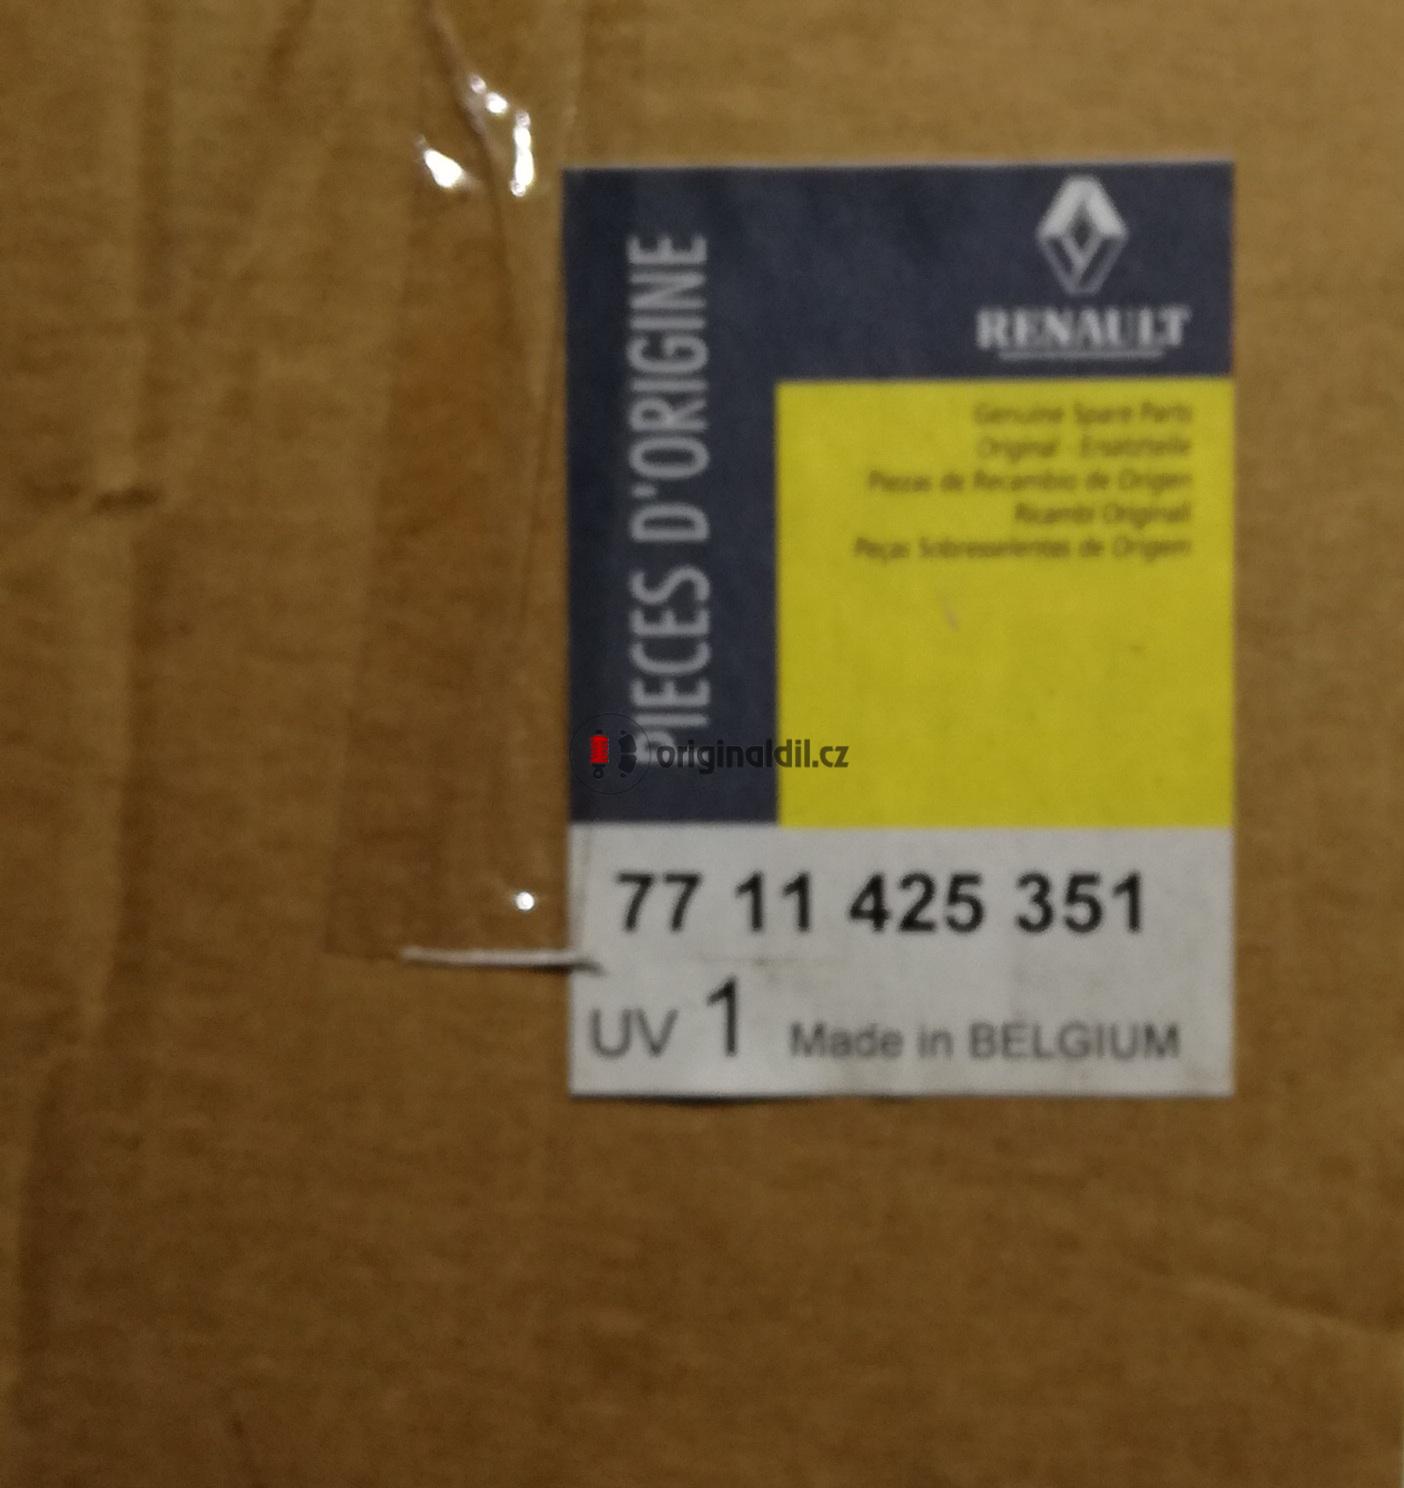 PIECES D'ORIGINE
RENAULT
Genuine Spare Parts
Original - Ersatzteile
Piezas de Recambio de Origen
Ricambi Originali
Peças Sobresselentes de Origem
originaldil.cz
77 11 425 351
UV 1 Made in BELGIUM